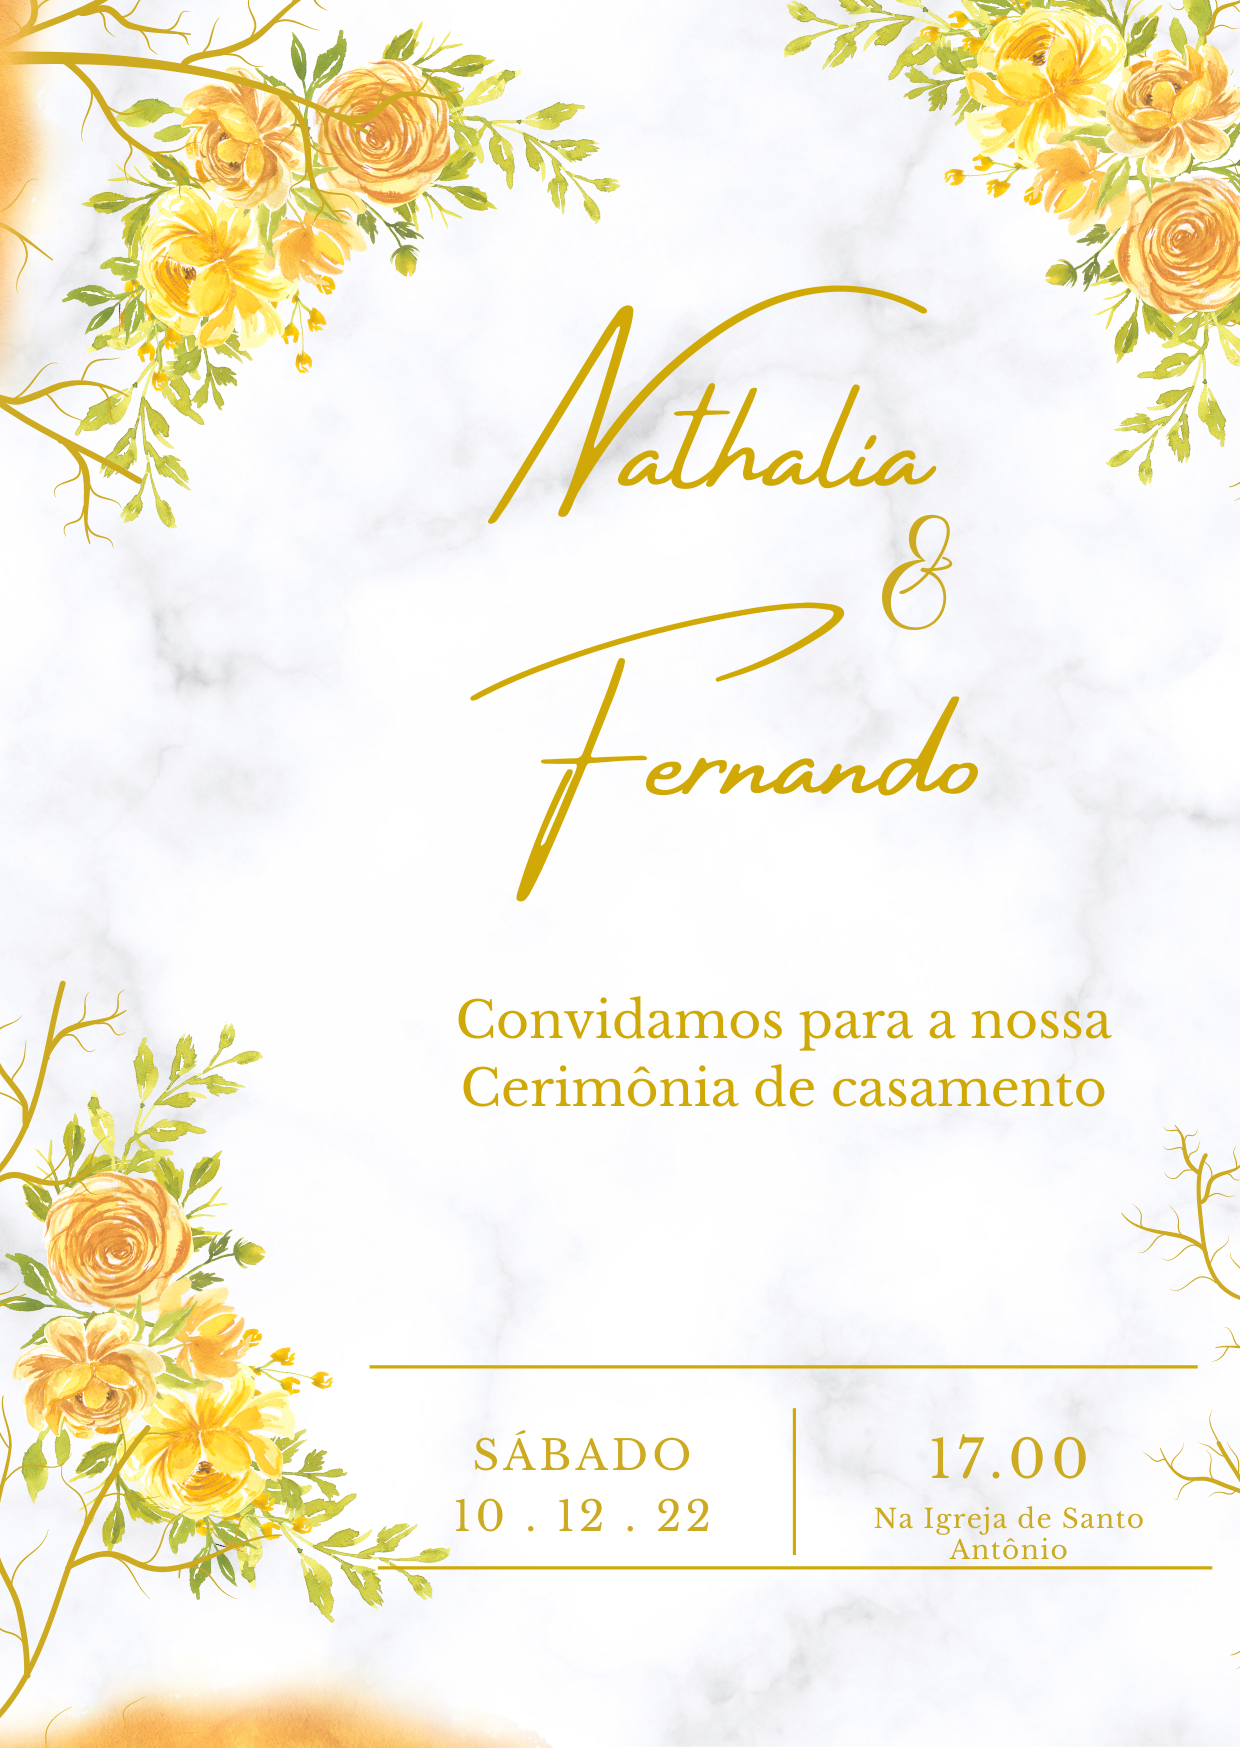 Nathalia
&
Fernando
Convidamos para a nossa
Cerimônia de casamento
SÁBADO
10 . 12 . 22
17.00
Na Igreja de Santo
Antônio